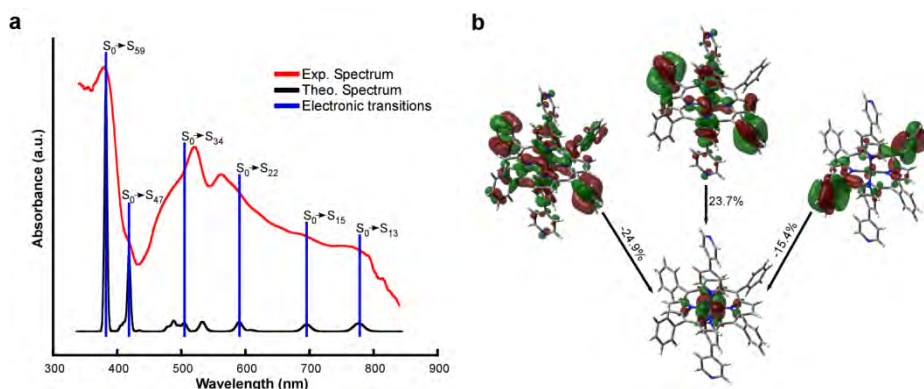 a
S₀→S₅₉
Exp. Spectrum
Theo. Spectrum
Electronic transitions
S₀→S₃₄
S₀→S₂₂
S₀→S₄₇
S₀→S₁₅
S₀→S₁₃
Absorbance (a.u.)
300 400 500 600 700 800 900
Wavelength (nm)
b
-24.9%
23.7%
-15.4%